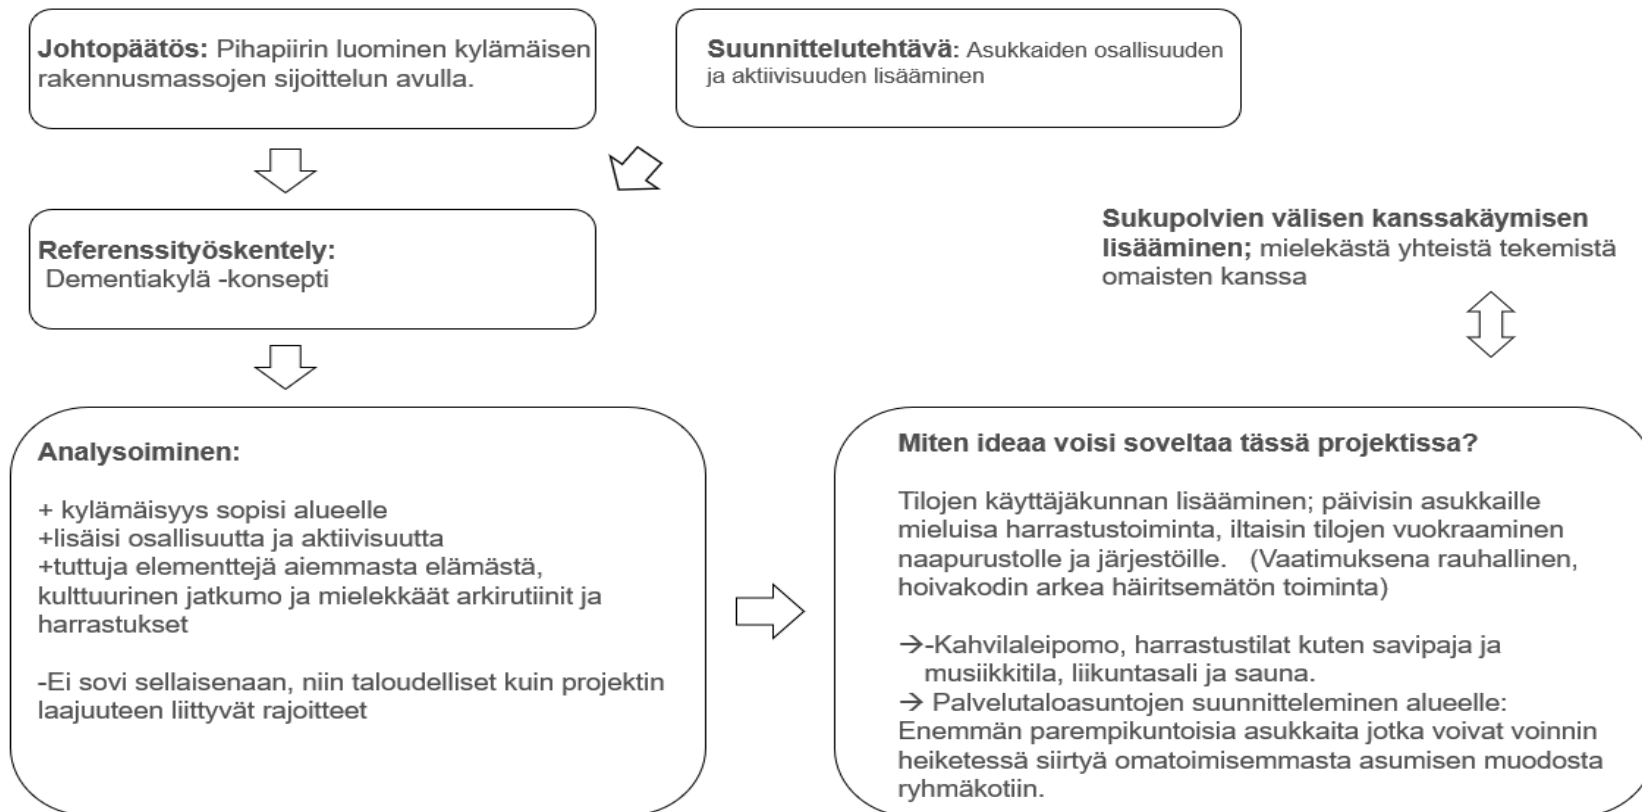 Johtopäätös: Pihapiirin luominen kylämäisen
rakennusmassojen sijoittelun avulla.
Suunnittelutehtävä: Asukkaiden osallisuuden
ja aktiivisuuden lisääminen
Referenssityöskentely:
Dementiakylä -konsepti
Sukupolvien välisen kanssakäymisen
lisääminen; mielekästä yhteistä tekemistä
omaisten kanssa
Analysoiminen:
+ kylämäisyys sopisi alueelle
+lisäisi osallisuutta ja aktiivisuutta
+tuttuja elementtejä aiemmasta elämästä,
kulttuurinen jatkumo ja mielekkäät arkirutiinit ja
harrastukset
-Ei sovi sellaisenaan, niin taloudelliset kuin projektin
laajuuteen liittyvät rajoitteet
Miten ideaa voisi soveltaa tässä projektissa?
Tilojen käyttäjäkunnan lisääminen; päivisin asukkaille
mieluisa harrastustoiminta, iltaisin tilojen vuokraaminen
naapurustolle ja järjestöille. (Vaatimuksena rauhallinen,
hoivakodin arkea häiritsemätön toiminta)
→-Kahvilaleipomo, harrastustilat kuten savipaja ja
musiikkitila, liikuntasali ja sauna.
→ Palvelutaloasuntojen suunnitteleminen alueelle:
Enemmän parempikuntoisia asukkaita jotka voivat voinnin
heiketessä siirtyä omatoimisemmasta asumisen muodosta
ryhmäkotiin.